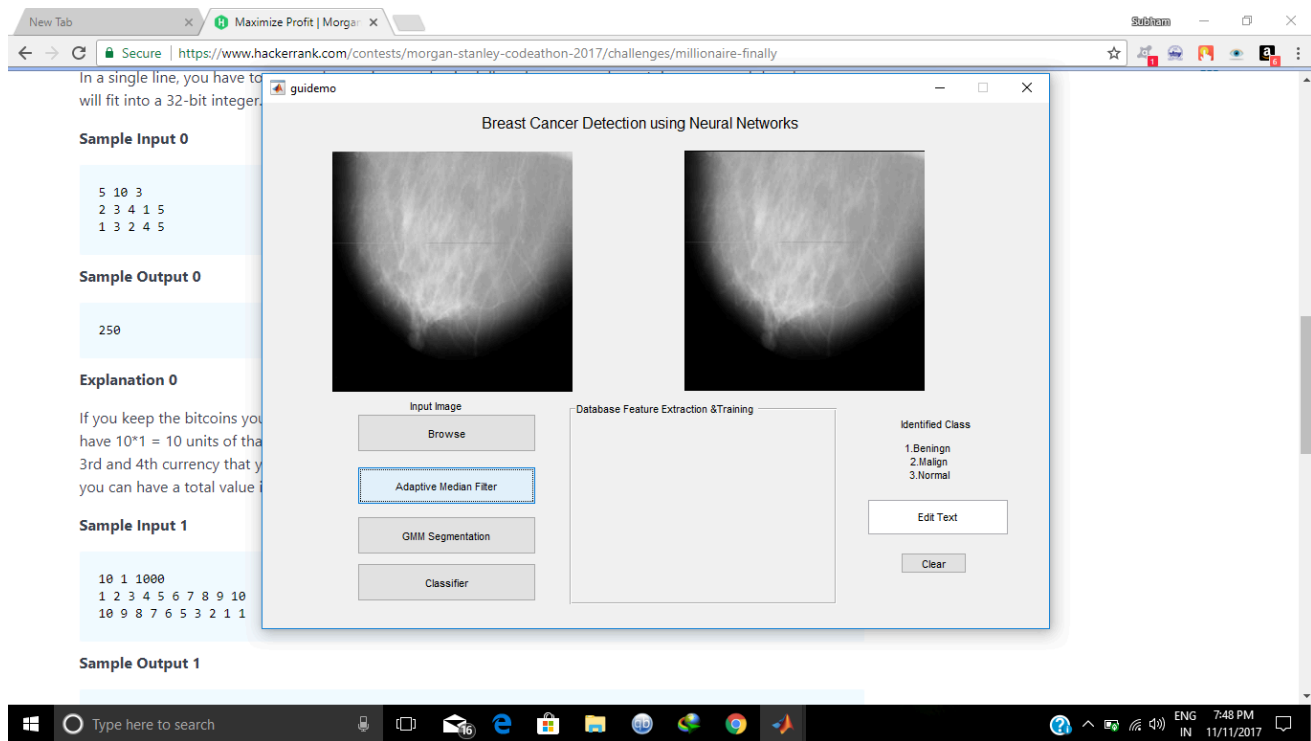 New Tab
Maximize Profit | Morgan
Subham
Secure | https://www.hackerrank.com/contests/morgan-stanley-codeathon-2017/challenges/millionaire-finally
In a single line, you have to
will fit into a 32-bit integer.
Sample Input 0
5 10 3
2 3 4 1 5
1 3 2 4 5
Sample Output 0
250
Explanation 0
If you keep the bitcoins you
have 10*1 = 10 units of tha
3rd and 4th currency that y
you can have a total value i
Sample Input 1
10 1 1000
1 2 3 4 5 6 7 8 9 10
10 9 8 7 6 5 3 2 1 1
Sample Output 1
guidemo
Breast Cancer Detection using Neural Networks
Input Image
Browse
Adaptive Median Filter
GMM Segmentation
Classifier
Database Feature Extraction &Training
Identified Class
1.Beningn
2.Malign
3.Normal
Edit Text
Clear
Type here to search
16
ENG
IN
7:48 PM
11/11/2017